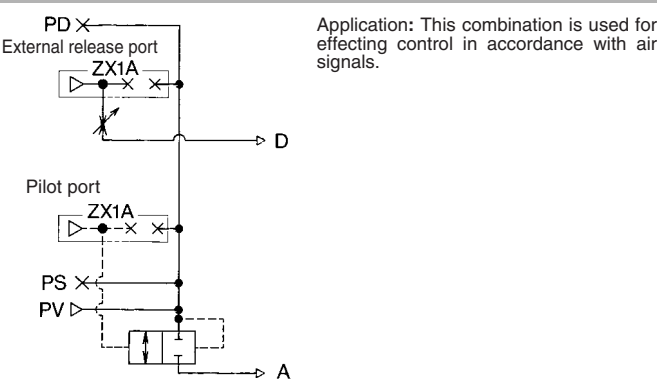 PD
External release port
ZX1A
D
Pilot port
ZX1A
PS
PV
A
Application: This combination is used for
effecting control in accordance with air
signals.